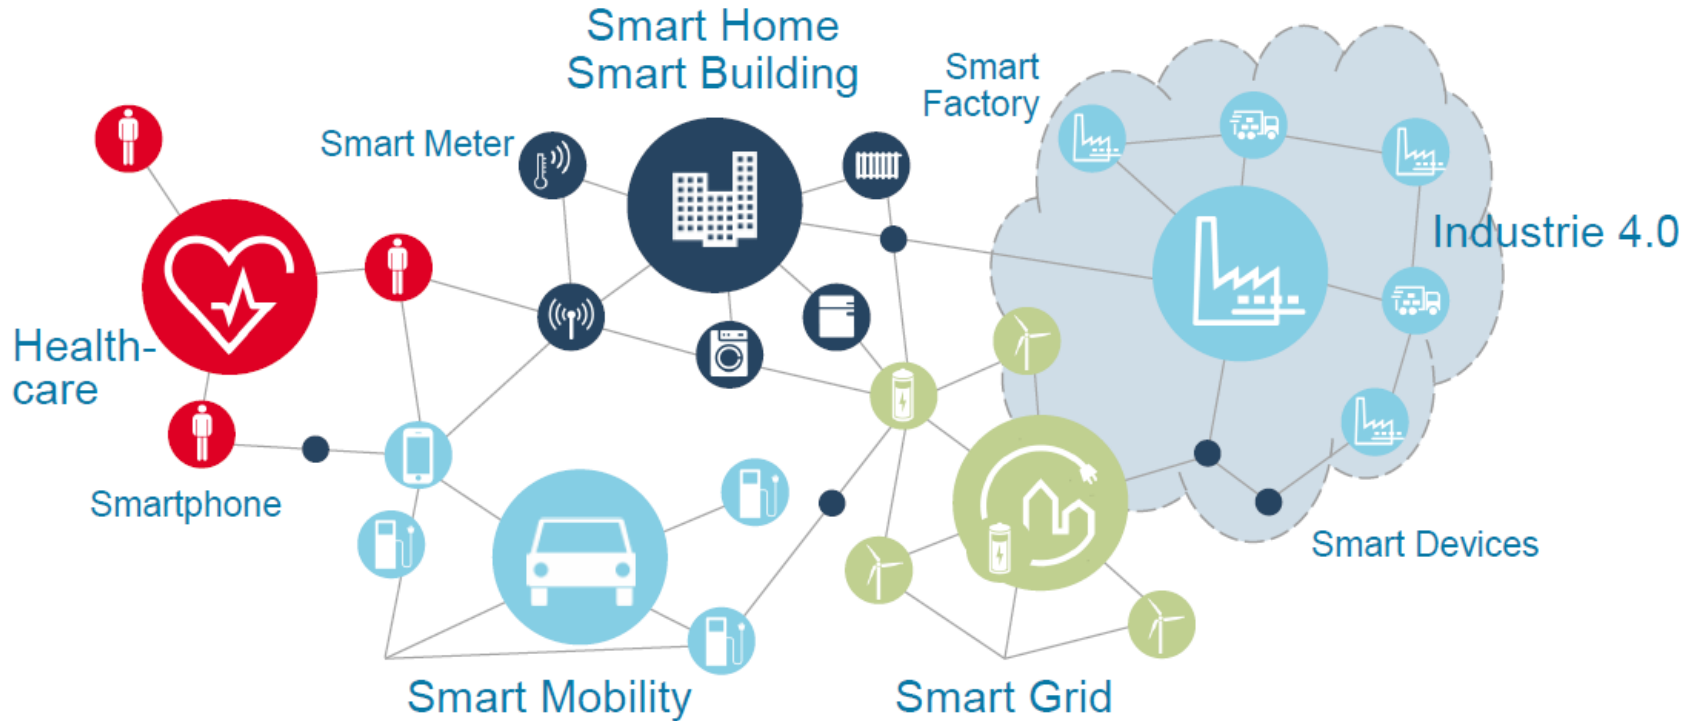 Smart Home
Smart Building
Smart
Factory
Smart Meter
Industrie 4.0
Health-
care
Smartphone
Smart Devices
Smart Mobility
Smart Grid